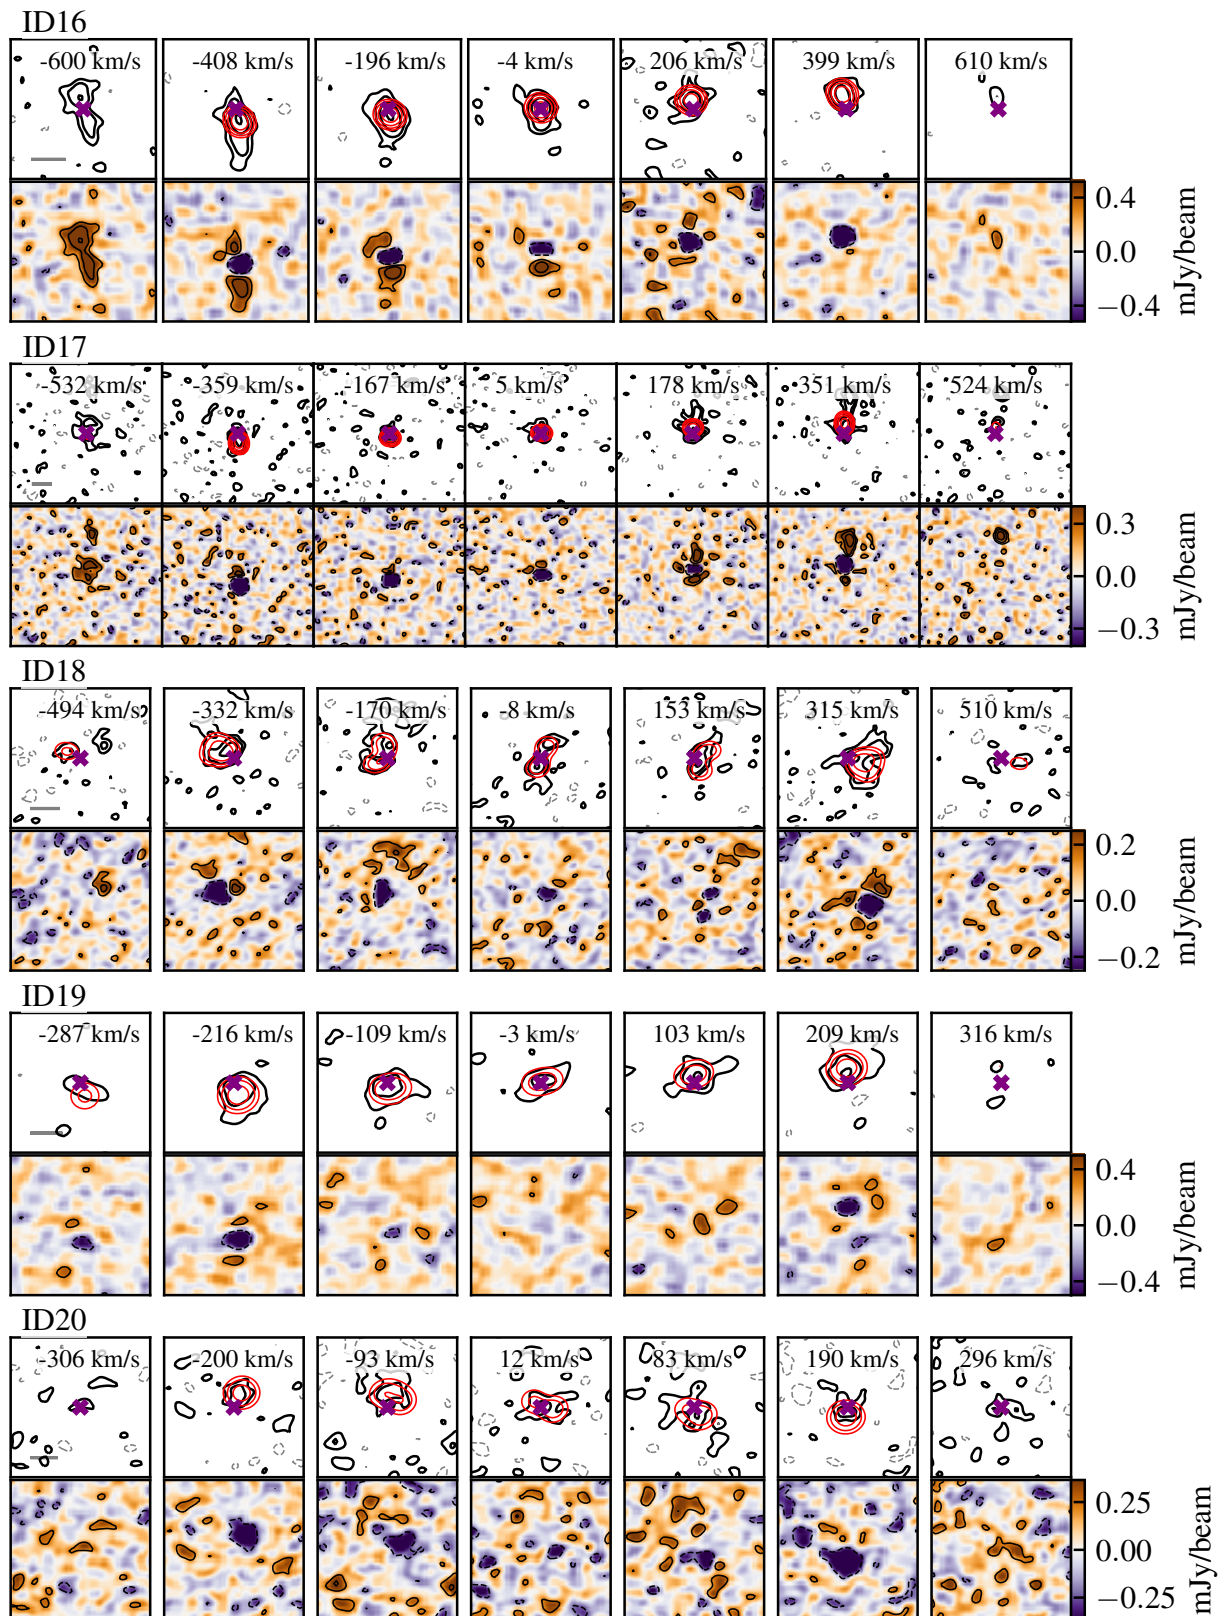 ID16
-600 km/s -408 km/s -196 km/s -4 km/s 206 km/s 399 km/s 610 km/s
0.4
0.0
−0.4
mJy/beam
ID17
-532 km/s -359 km/s -167 km/s 5 km/s 178 km/s 351 km/s 524 km/s
0.3
0.0
−0.3
mJy/beam
ID18
-494 km/s -332 km/s -170 km/s -8 km/s 153 km/s 315 km/s 510 km/s
0.2
0.0
−0.2
mJy/beam
ID19
-287 km/s -216 km/s -109 km/s -3 km/s 103 km/s 209 km/s 316 km/s
0.4
0.0
−0.4
mJy/beam
ID20
-306 km/s -200 km/s -93 km/s 12 km/s 83 km/s 190 km/s 296 km/s
0.25
0.00
−0.25
mJy/beam